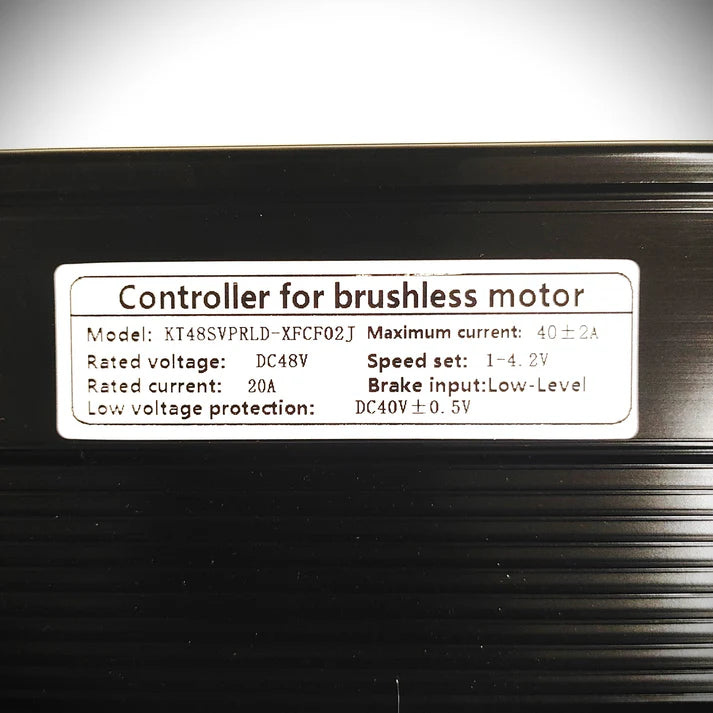 Controller for brushless motor
Model: KT48SVPRLD-XFCF02J Maximum current: 40±2A
Rated voltage: DC48V Speed set: 1-4.2V
Rated current: 20A Brake input:Low-Level
Low voltage protection: DC40V±0.5V